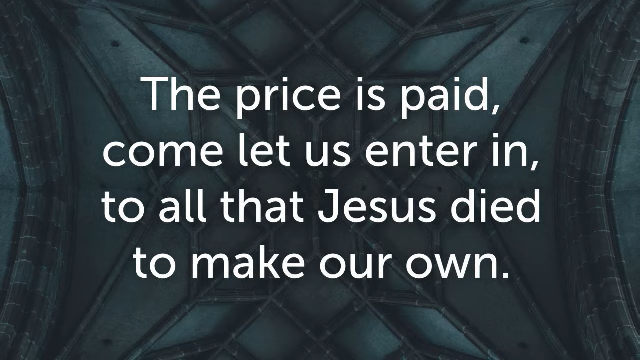 The price is paid,
come let us enter in,
to all that Jesus died
to make our own.